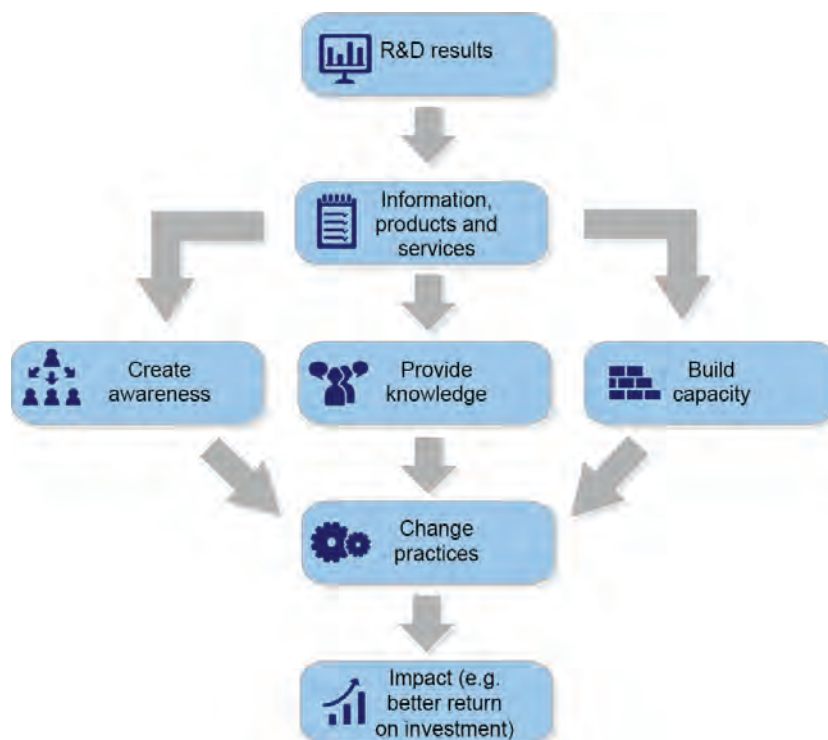 R&D results
Information,
products and
services
Create
awareness
Provide
knowledge
Build
capacity
Change
practices
Impact (e.g.
better return
on investment)